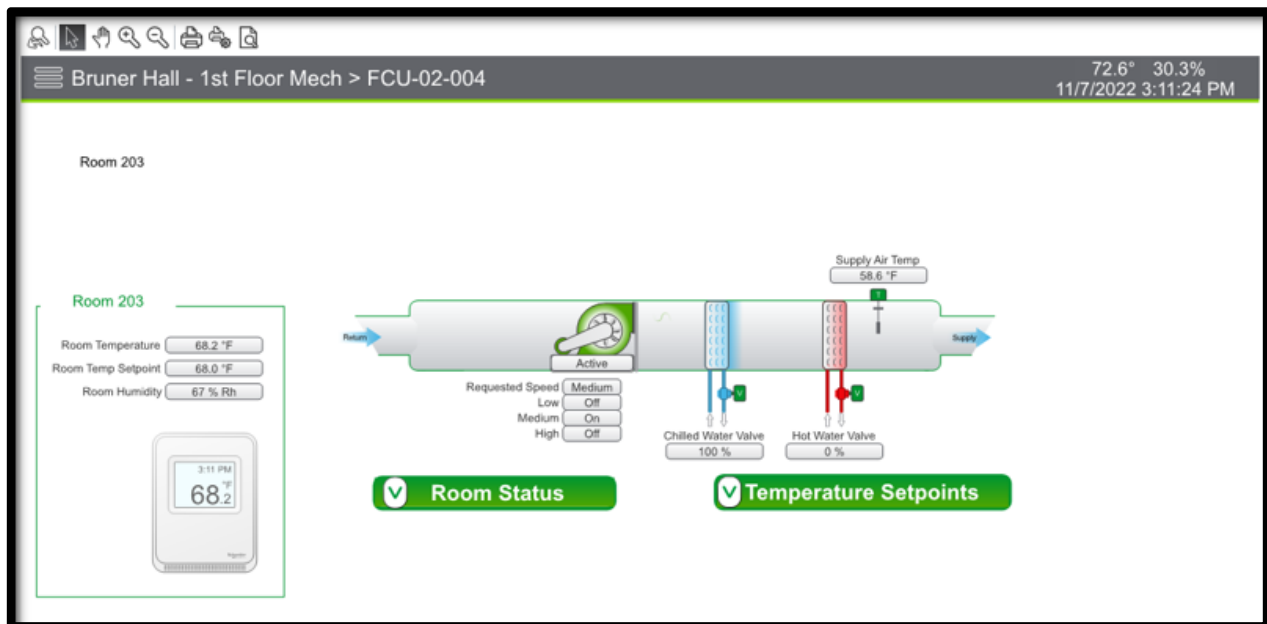 Bruner Hall - 1st Floor Mech > FCU-02-004
72.6° 30.3%
11/7/2022 3:11:24 PM
Room 203
Supply Air Temp
58.6 °F
T
Room 203
Room Temperature 68.2 °F
Room Temp Setpoint 68.0 °F
Room Humidity 67 % Rh
3:11 PM
68.2 °F
Return
Supply
Active
Requested Speed Medium
Low Off
Medium On
High Off
V
V
Chilled Water Valve
100 %
Hot Water Valve
0 %
Room Status
Temperature Setpoints